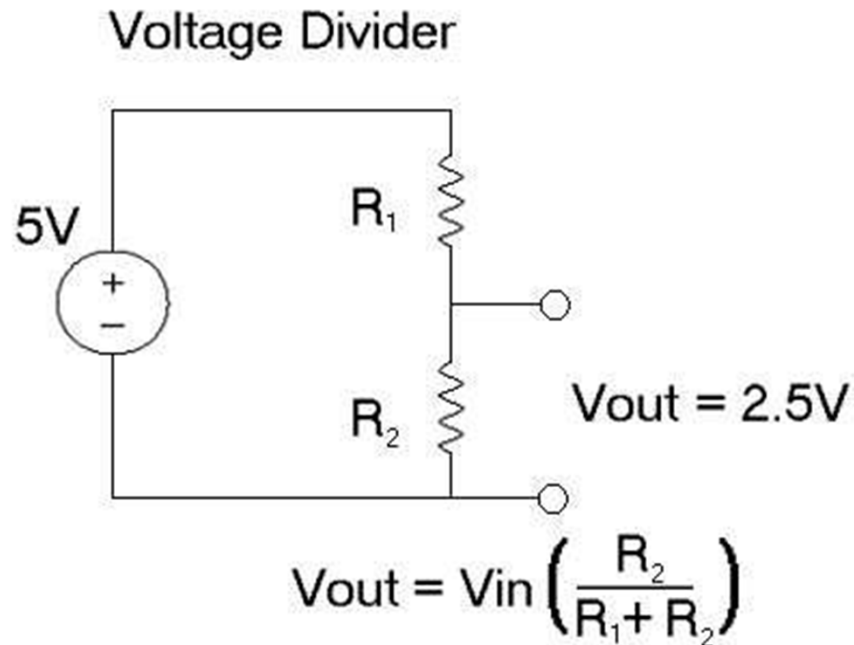 Voltage Divider
5V
+
−
R₁
R₂
Vout = 2.5V
Vout = Vin (R₂ / (R₁ + R₂))